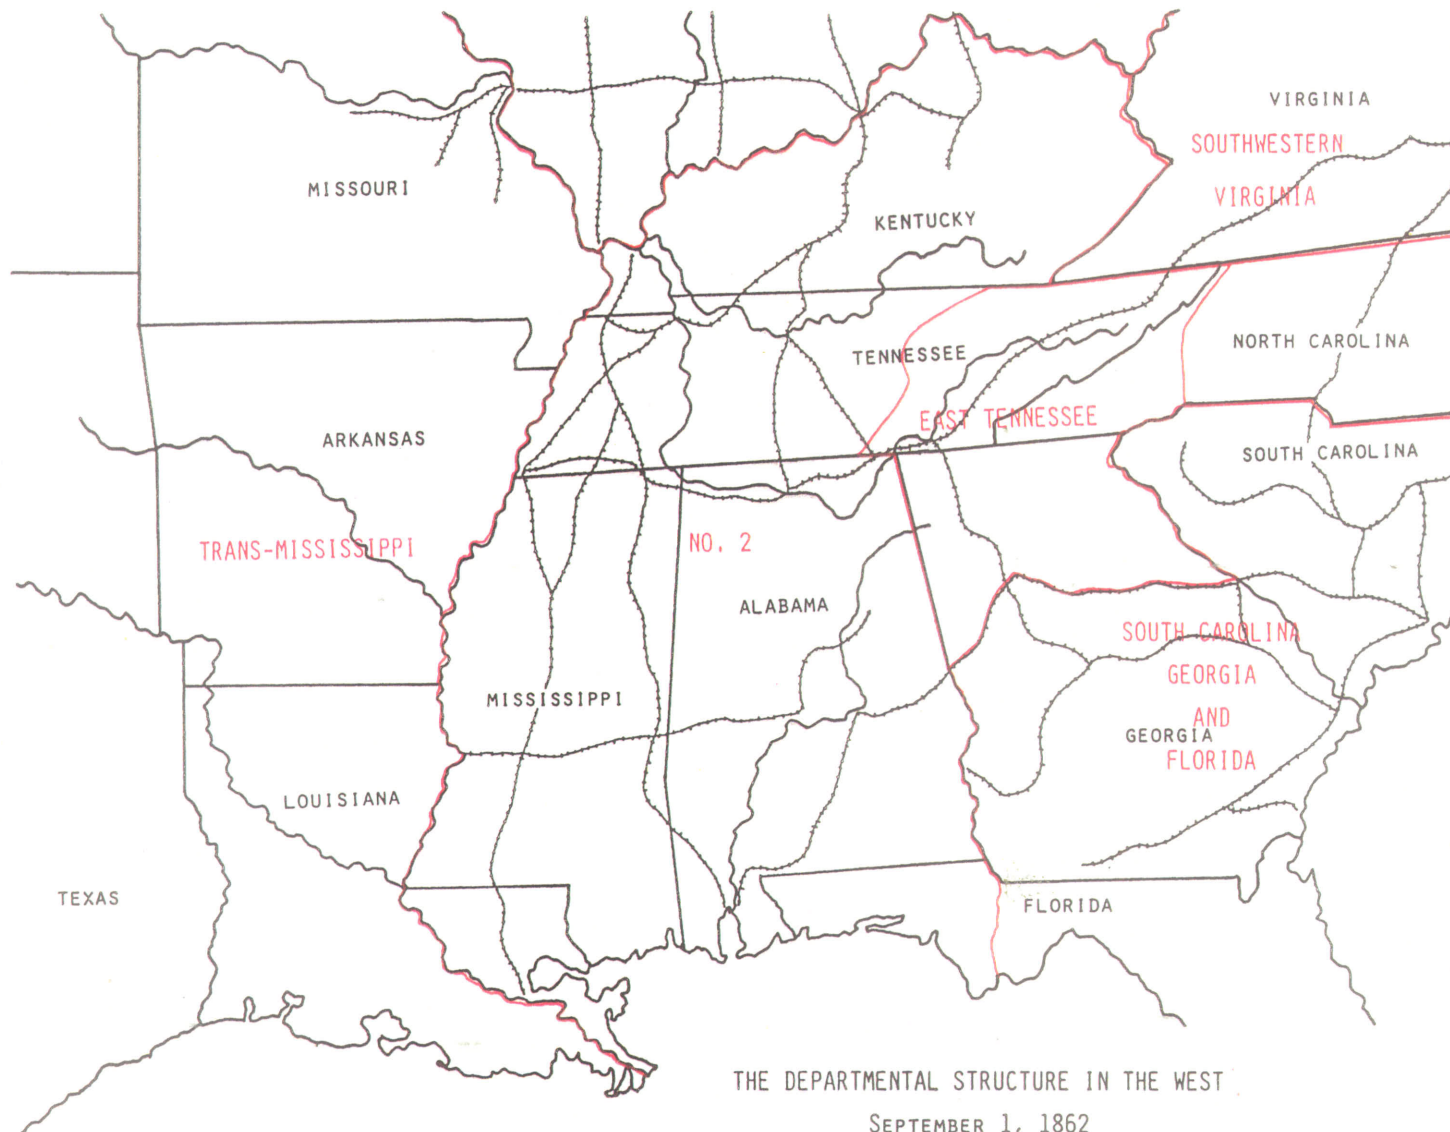 VIRGINIA
SOUTHWESTERN
VIRGINIA
MISSOURI
KENTUCKY
NORTH CAROLINA
TENNESSEE
EAST TENNESSEE
ARKANSAS
SOUTH CAROLINA
TRANS-MISSISSIPPI
NO. 2
ALABAMA
SOUTH CAROLINA
GEORGIA
AND
FLORIDA
MISSISSIPPI
GEORGIA
LOUISIANA
TEXAS
FLORIDA
THE DEPARTMENTAL STRUCTURE IN THE WEST
SEPTEMBER 1, 1862